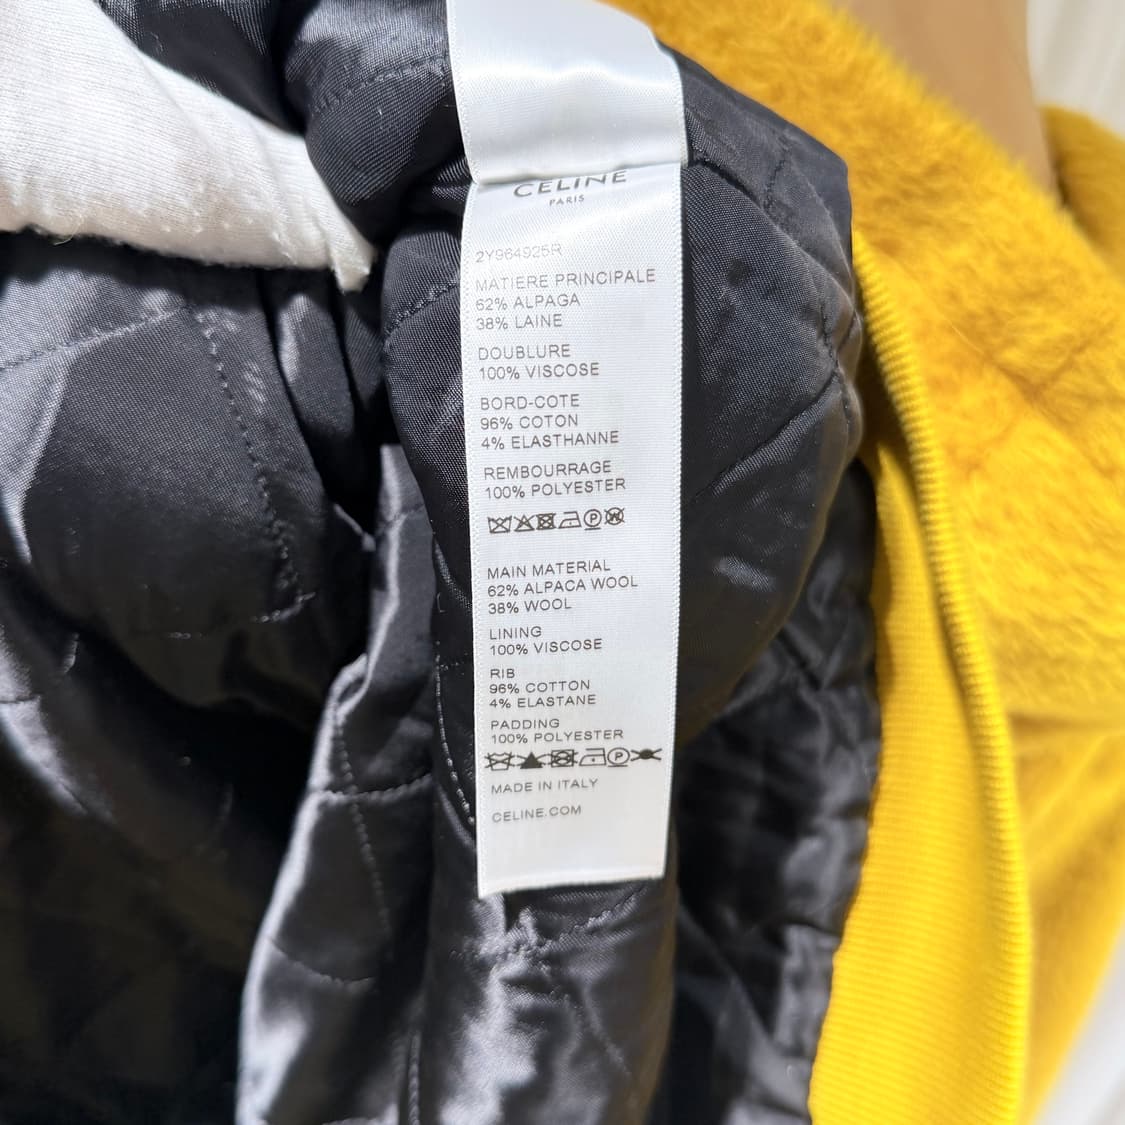 CELINE
PARIS
2Y964925R
MATIERE PRINCIPALE
62% ALPAGA
38% LAINE
DOUBLURE
100% VISCOSE
BORD-COTE
96% COTON
4% ELASTHANNE
REMBOURRAGE
100% POLYESTER
MAIN MATERIAL
62% ALPACA WOOL
38% WOOL
LINING
100% VISCOSE
RIB
96% COTTON
4% ELASTANE
PADDING
100% POLYESTER
MADE IN ITALY
CELINE.COM